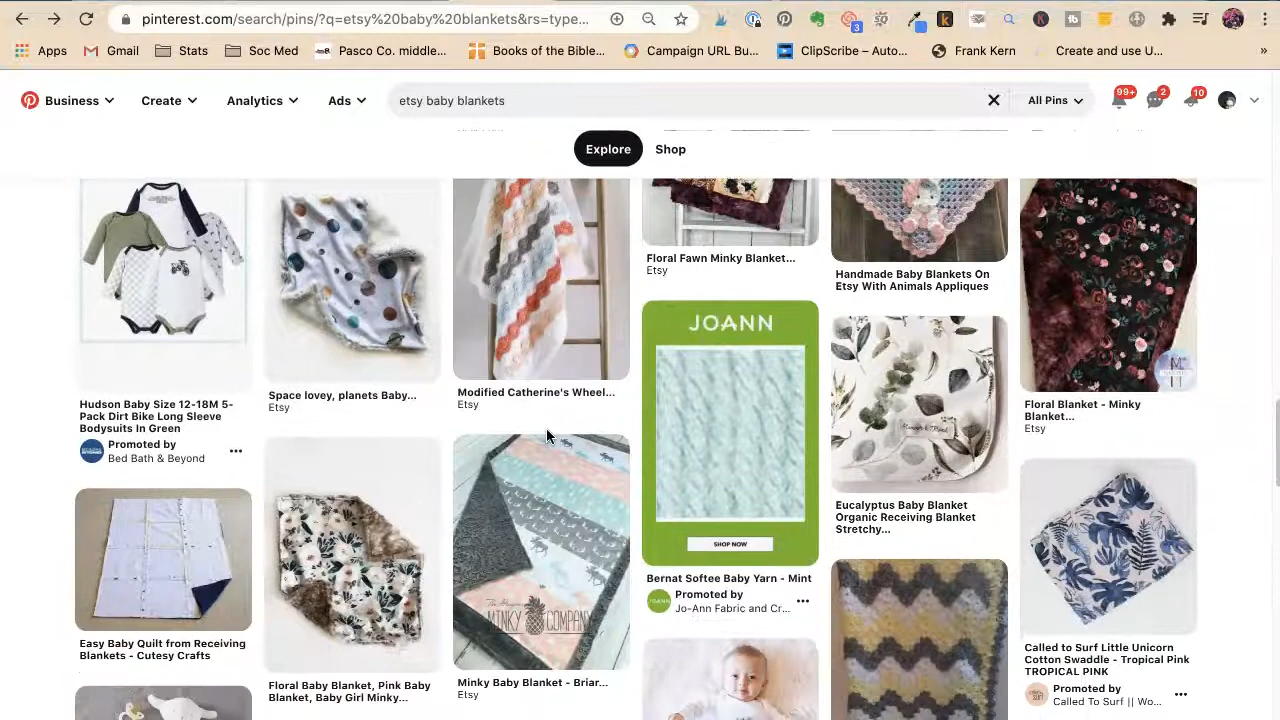 pinterest.com/search/pins/?q=etsy%20baby%20blankets&rs=type...
3
Apps
Gmail
Stats
Soc Med
Pasco Co. middle...
Books of the Bible...
Campaign URL Bu...
ClipScribe – Auto...
Frank Kern
Create and use U...
»
Business
Create
Analytics
Ads
etsy baby blankets
All Pins
99+
2
10
Explore
Shop
Hudson Baby Size 12-18M 5-
Pack Dirt Bike Long Sleeve
Bodysuits In Green
Promoted by
Bed Bath & Beyond
Easy Baby Quilt from Receiving
Blankets - Cutesy Crafts
Space lovey, planets Baby...
Etsy
Floral Baby Blanket, Pink Baby
Blanket, Baby Girl Minky...
Modified Catherine's Wheel...
Etsy
MINKY COMPANY
Minky Baby Blanket - Briar...
Etsy
Floral Fawn Minky Blanket...
Etsy
JOANN
SHOP NOW
Bernat Softee Baby Yarn - Mint
JOANN
Promoted by
Jo-Ann Fabric and Cr...
Handmade Baby Blankets On
Etsy With Animals Appliques
Eucalyptus Baby Blanket
Organic Receiving Blanket
Stretchy...
Floral Blanket - Minky
Blanket...
Etsy
Called to Surf Little Unicorn
Cotton Swaddle - Tropical Pink
TROPICAL PINK
Promoted by
Called To Surf || Wo...